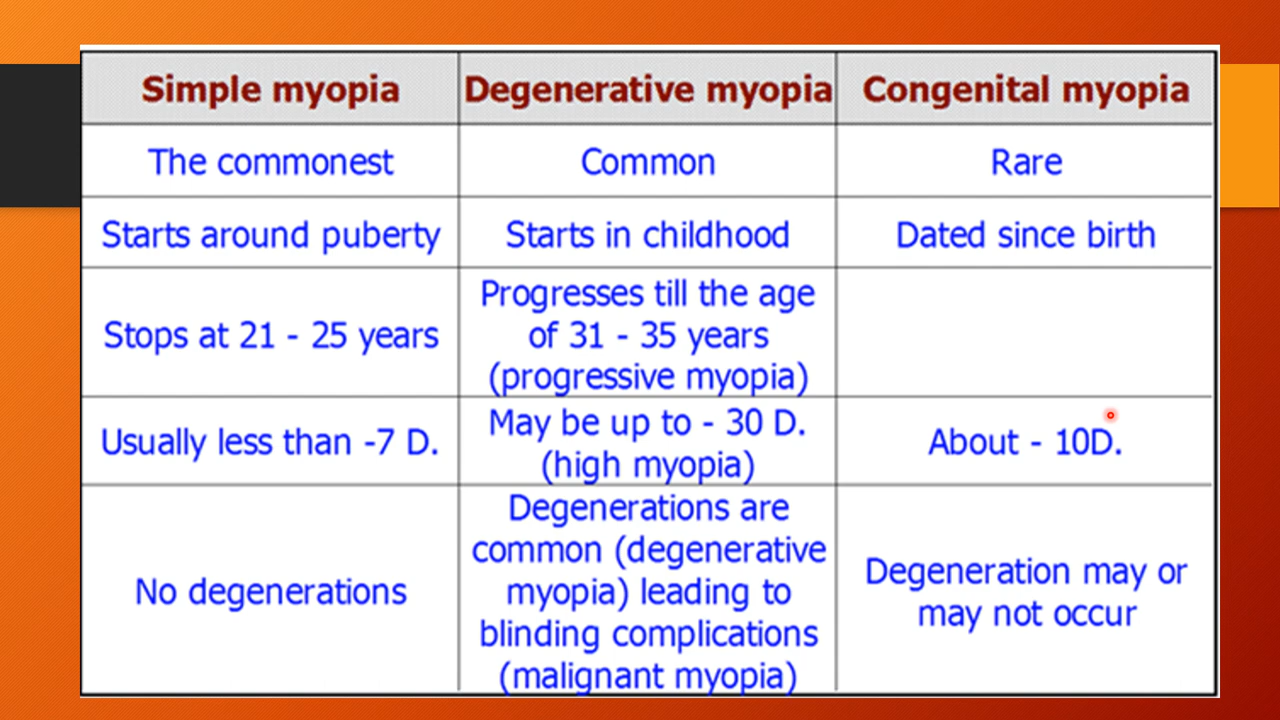 Simple myopia Degenerative myopia Congenital myopia
The commonest Common Rare
Starts around puberty Starts in childhood Dated since birth
Stops at 21 - 25 years
Progresses till the age
of 31 - 35 years
(progressive myopia)
Usually less than -7 D.
May be up to - 30 D.
(high myopia)
About - 10D.
No degenerations
Degenerations are
common (degenerative
myopia) leading to
blinding complications
(malignant myopia)
Degeneration may or
may not occur